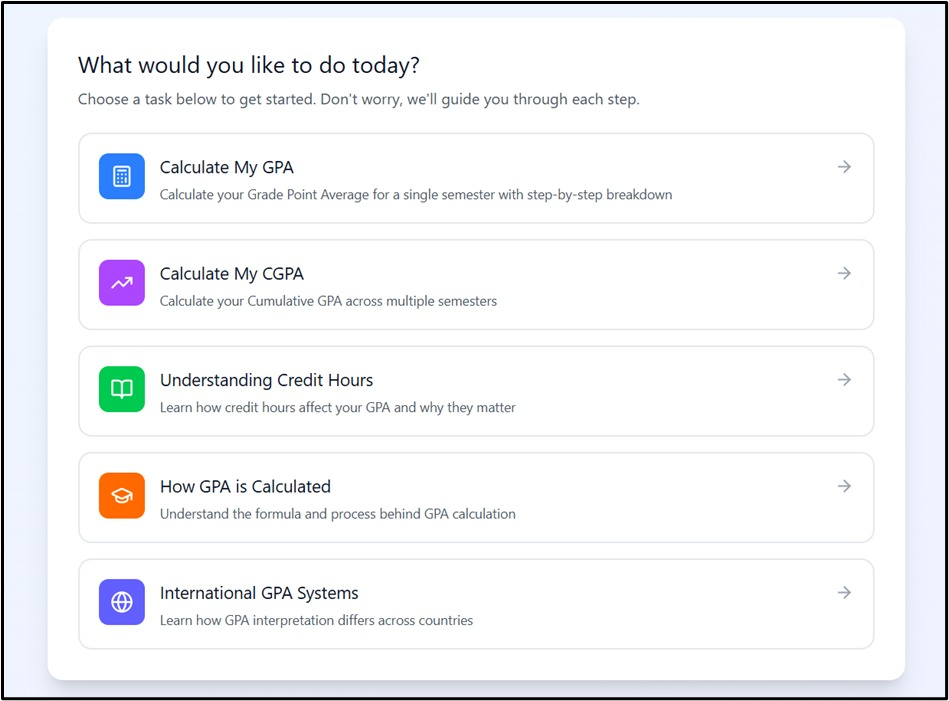 What would you like to do today?
Choose a task below to get started. Don't worry, we'll guide you through each step.
Calculate My GPA
Calculate your Grade Point Average for a single semester with step-by-step breakdown
Calculate My CGPA
Calculate your Cumulative GPA across multiple semesters
Understanding Credit Hours
Learn how credit hours affect your GPA and why they matter
How GPA is Calculated
Understand the formula and process behind GPA calculation
International GPA Systems
Learn how GPA interpretation differs across countries